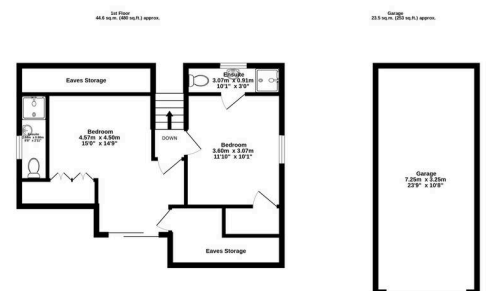 1st Floor
44.6 sq.m. (480 sq.ft.) approx.
Garage
23.5 sq.m. (253 sq.ft.) approx.
Eaves Storage
Ensuite
3.07m x 0.91m
10'1" x 3'0"
Bedroom
4.57m x 4.50m
15'0" x 14'9"
DOWN
Bedroom
3.60m x 3.07m
11'10" x 10'1"
Eaves Storage
Garage
7.25m x 3.25m
23'9" x 10'8"